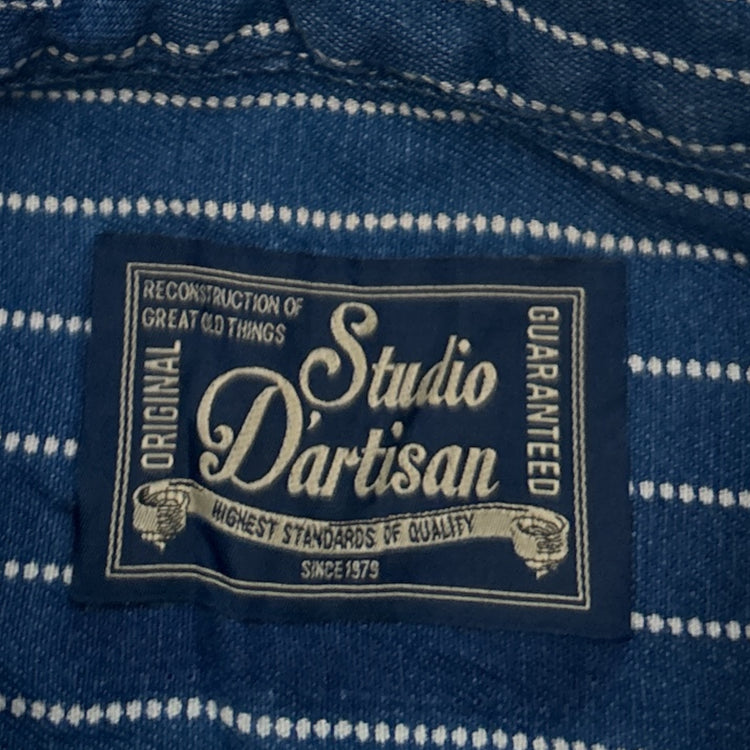 RECONSTRUCTION OF
GREAT OLD THINGS
ORIGINAL
Studio
D'artisan
GUARANTEED
HIGHEST STANDARDS OF QUALITY
SINCE 1979